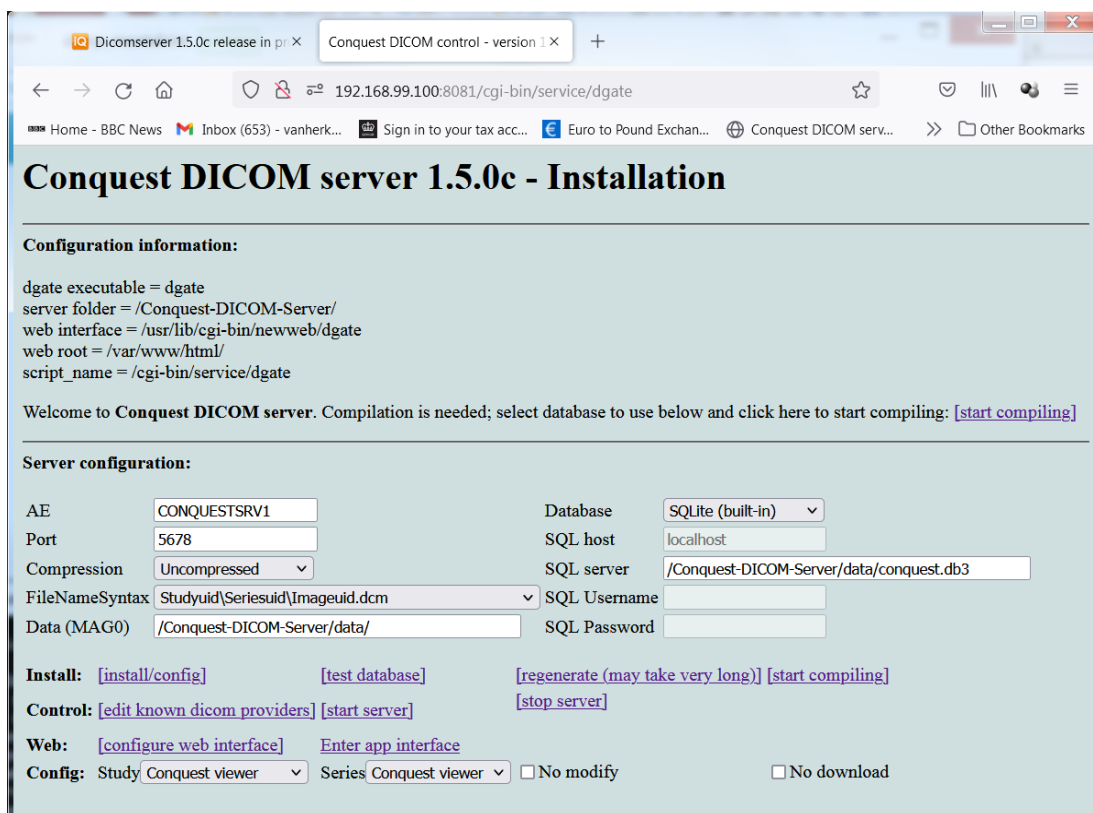 Dicomserver 1.5.0c release in pr
Conquest DICOM control - version 1
192.168.99.100:8081/cgi-bin/service/dgate
Home - BBC News Inbox (653) - vanherk... Sign in to your tax acc... Euro to Pound Exchan... Conquest DICOM serv... Other Bookmarks
Conquest DICOM server 1.5.0c - Installation
Configuration information:
dgate executable = dgate
server folder = /Conquest-DICOM-Server/
web interface = /usr/lib/cgi-bin/newweb/dgate
web root = /var/www/html/
script_name = /cgi-bin/service/dgate
Welcome to Conquest DICOM server. Compilation is needed; select database to use below and click here to start compiling: [start compiling]
Server configuration:
AE CONQUESTSRV1 Database SQLite (built-in)
Port 5678 SQL host localhost
Compression Uncompressed SQL server /Conquest-DICOM-Server/data/conquest.db3
FileNameSyntax Studyuid\Seriesuid\Imageuid.dcm SQL Username
Data (MAG0) /Conquest-DICOM-Server/data/ SQL Password
Install: [install/config] [test database] [regenerate (may take very long)] [start compiling]
Control: [edit known dicom providers] [start server] [stop server]
Web: [configure web interface] Enter app interface
Config: Study Conquest viewer Series Conquest viewer No modify No download